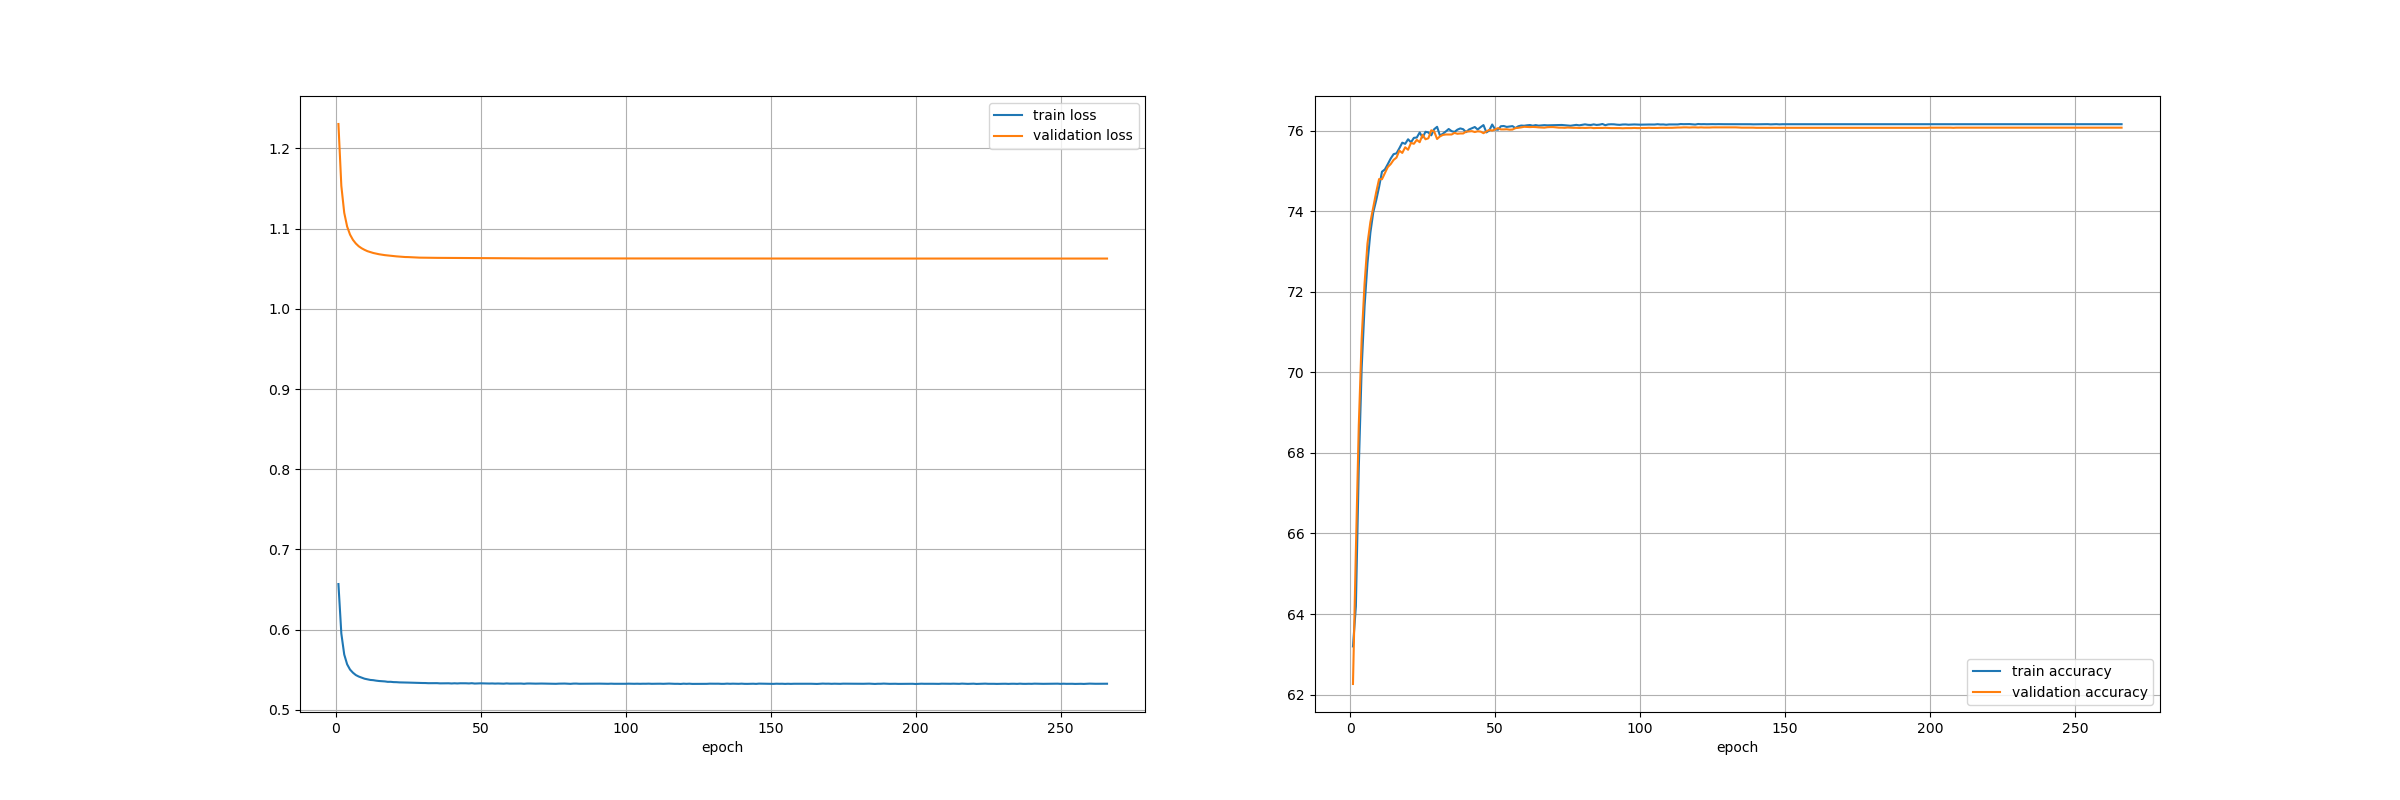 train loss
validation loss
1.2
1.1
1.0
0.9
0.8
0.7
0.6
0.5
0 50 100 150 200 250
epoch
76
74
72
70
68
66
64
62
train accuracy
validation accuracy
0 50 100 150 200 250
epoch